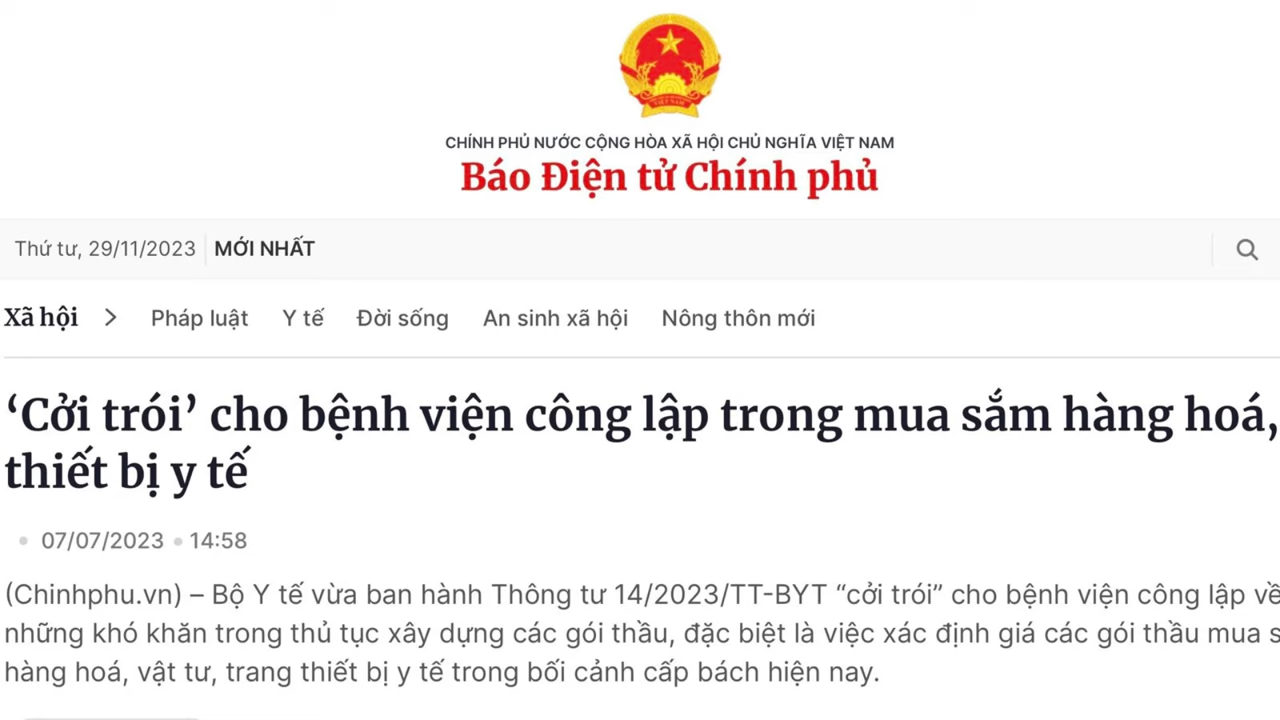 VIỆT NAM
CHÍNH PHỦ NƯỚC CỘNG HÒA XÃ HỘI CHỦ NGHĨA VIỆT NAM
Báo Điện tử Chính phủ
Thứ tư, 29/11/2023 MỚI NHẤT
Xã hội > Pháp luật Y tế Đời sống An sinh xã hội Nông thôn mới
‘Cởi trói’ cho bệnh viện công lập trong mua sắm hàng hoá,
thiết bị y tế
• 07/07/2023 • 14:58
(Chinhphu.vn) – Bộ Y tế vừa ban hành Thông tư 14/2023/TT-BYT “cởi trói” cho bệnh viện công lập về
những khó khăn trong thủ tục xây dựng các gói thầu, đặc biệt là việc xác định giá các gói thầu mua s
hàng hoá, vật tư, trang thiết bị y tế trong bối cảnh cấp bách hiện nay.